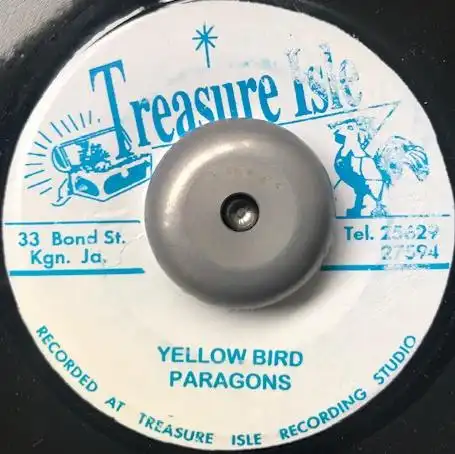 Treasure Isle
33 Bond St.
Kgn. Ja.
Tel. 25629
27594
YELLOW BIRD
PARAGONS
RECORDED AT TREASURE ISLE RECORDING STUDIO